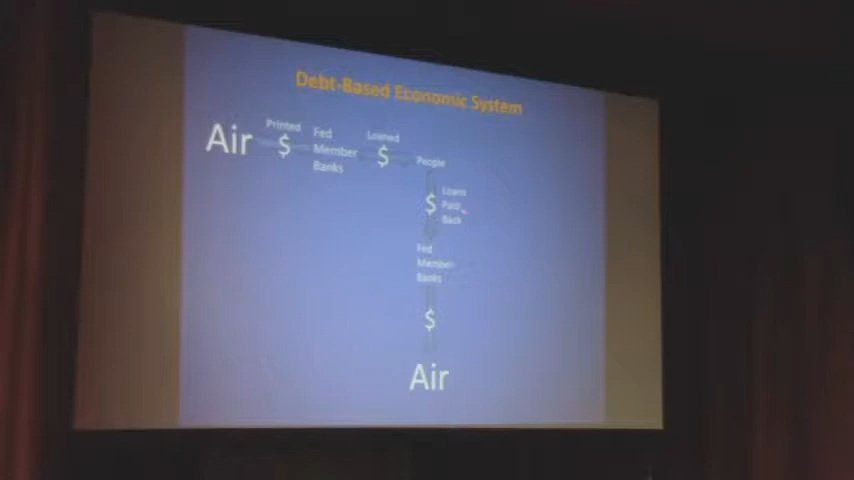 Debt-Based Economic System
Air
Printed
$
Fed
Member
Banks
Loaned
$
People
$
Loans
Paid
Back
Fed
Member
Banks
$
Air